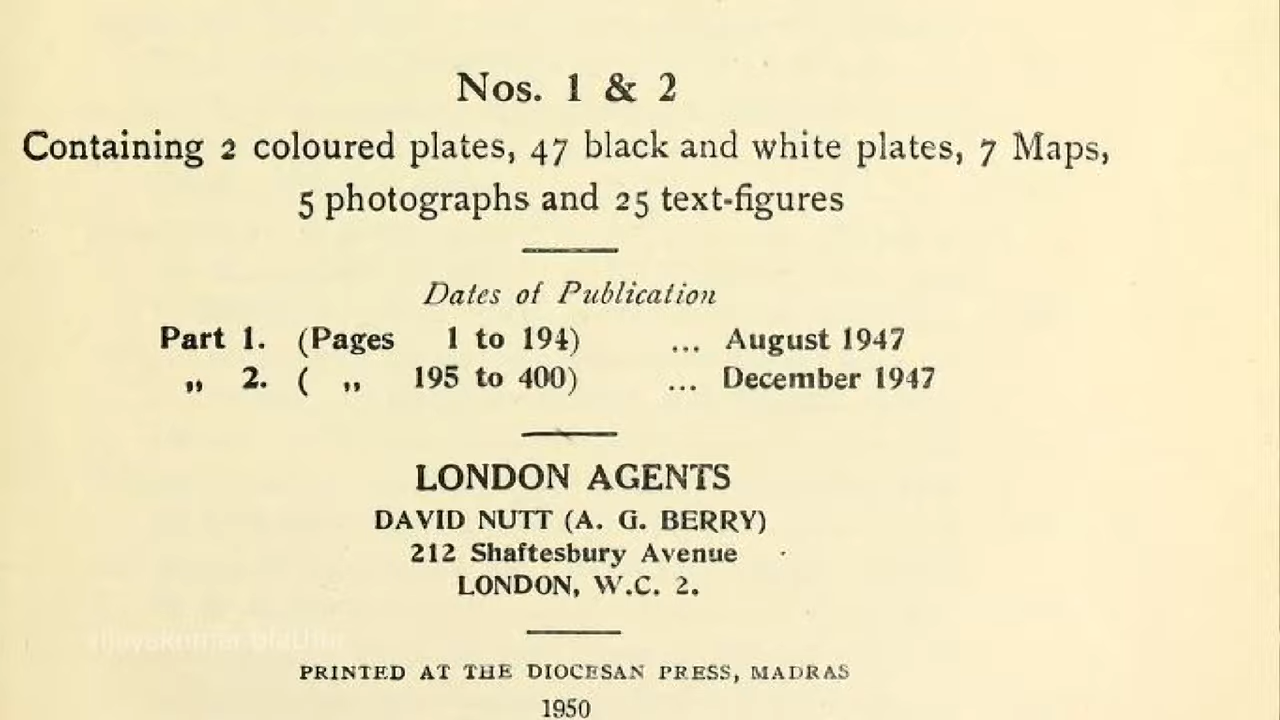 Nos. 1 & 2
Containing 2 coloured plates, 47 black and white plates, 7 Maps,
5 photographs and 25 text-figures
Dates of Publication
Part 1. (Pages 1 to 194) ... August 1947
„ 2. ( „ 195 to 400) ... December 1947
LONDON AGENTS
DAVID NUTT (A. G. BERRY)
212 Shaftesbury Avenue
LONDON, W.C. 2.
PRINTED AT THE DIOCESAN PRESS, MADRAS
1950